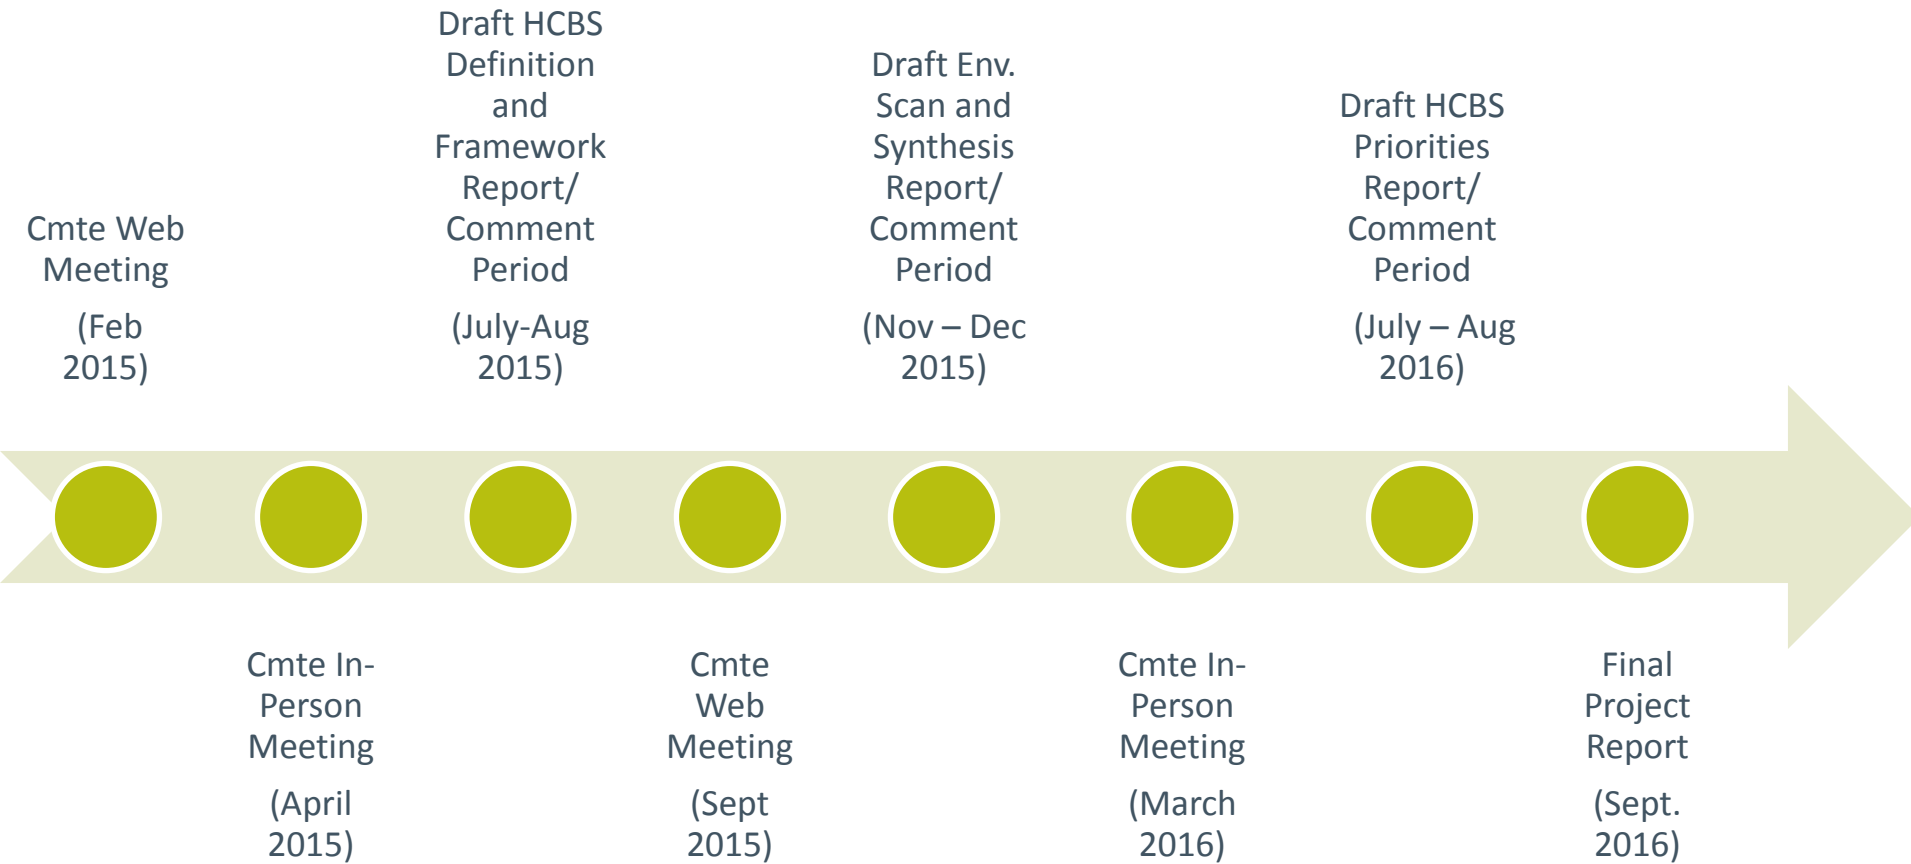 Cmte Web
Meeting
(Feb
2015)
Cmte In-
Person
Meeting
(April
2015)
Draft HCBS
Definition
and
Framework
Report/
Comment
Period
(July-Aug
2015)
Cmte
Web
Meeting
(Sept
2015)
Draft Env.
Scan and
Synthesis
Report/
Comment
Period
(Nov – Dec
2015)
Cmte In-
Person
Meeting
(March
2016)
Draft HCBS
Priorities
Report/
Comment
Period
(July – Aug
2016)
Final
Project
Report
(Sept.
2016)